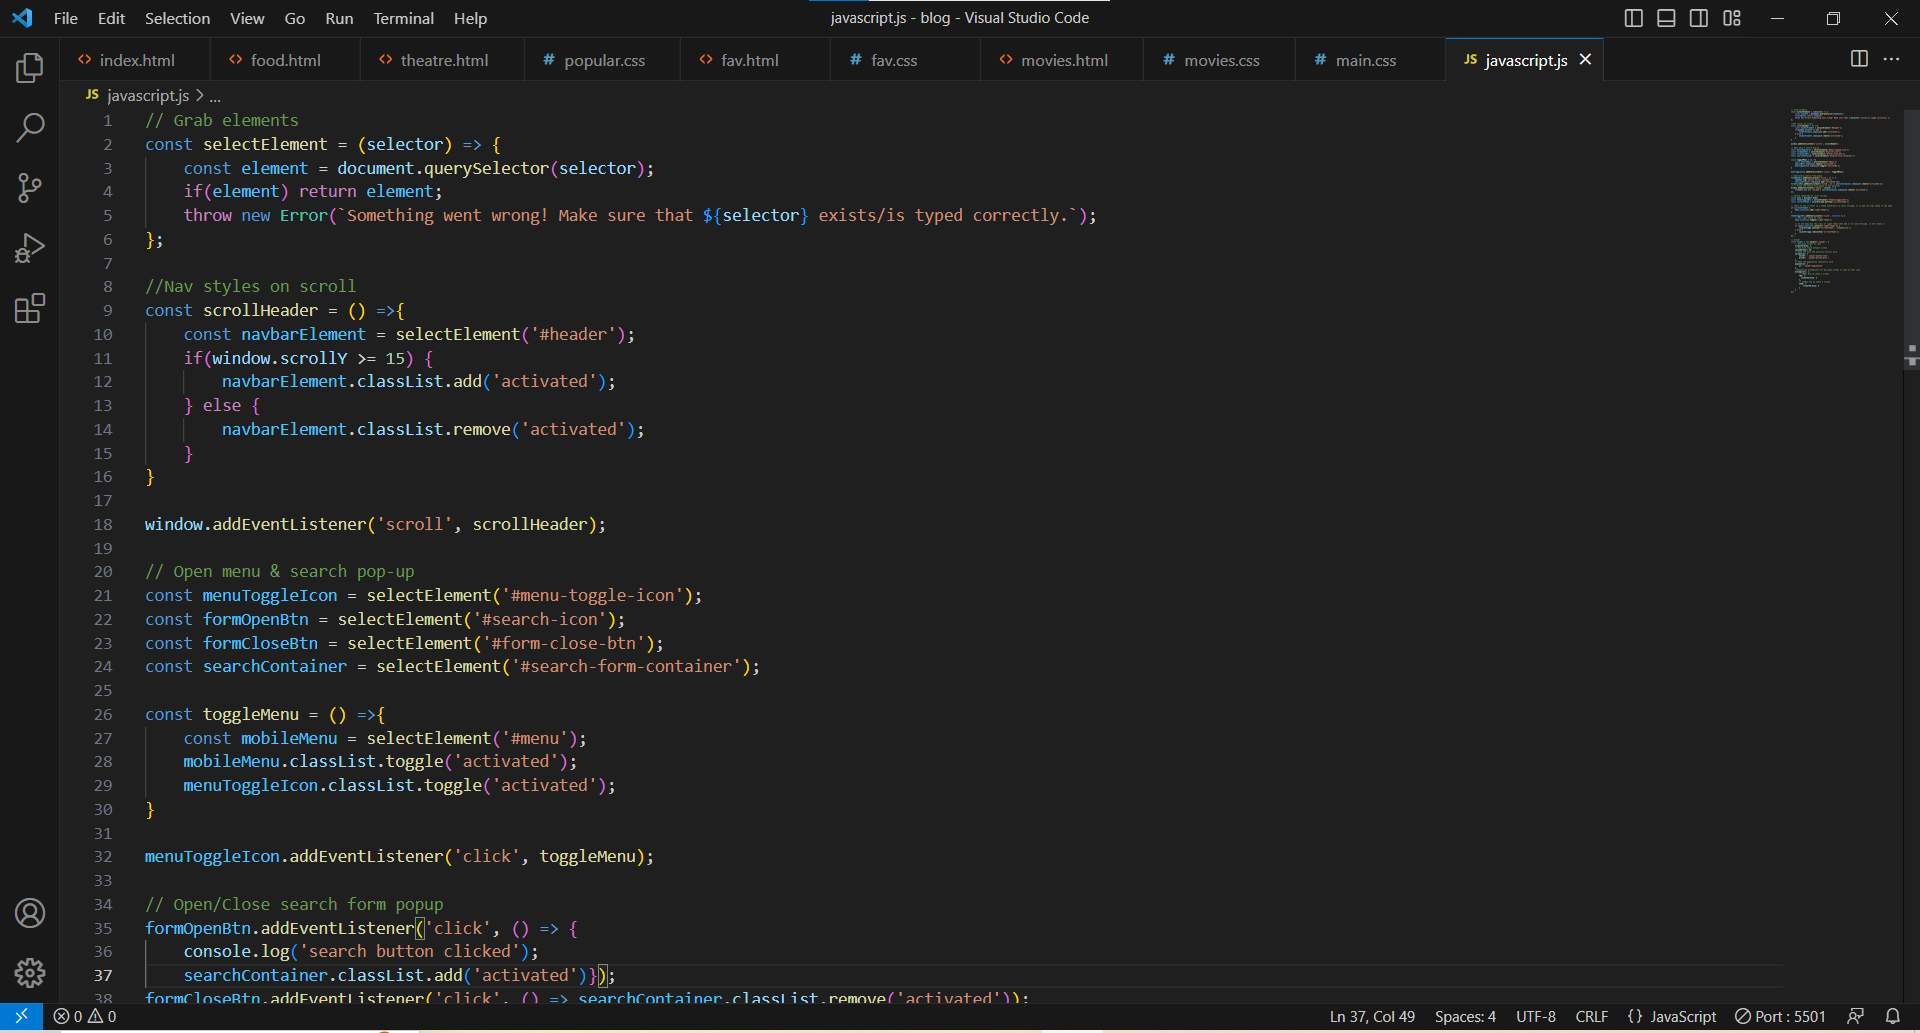 File Edit Selection View Go Run Terminal Help
javascript.js - blog - Visual Studio Code
index.html food.html theatre.html # popular.css fav.html # fav.css movies.html # movies.css # main.css JS javascript.js
JS javascript.js > ...
1 // Grab elements
2 const selectElement = (selector) => {
3 const element = document.querySelector(selector);
4 if(element) return element;
5 throw new Error(`Something went wrong! Make sure that ${selector} exists/is typed correctly.`);
6 };
7
8 //Nav styles on scroll
9 const scrollHeader = () =>{
10 const navbarElement = selectElement('#header');
11 if(window.scrollY >= 15) {
12 navbarElement.classList.add('activated');
13 } else {
14 navbarElement.classList.remove('activated');
15 }
16 }
17
18 window.addEventListener('scroll', scrollHeader);
19
20 // Open menu & search pop-up
21 const menuToggleIcon = selectElement('#menu-toggle-icon');
22 const formOpenBtn = selectElement('#search-icon');
23 const formCloseBtn = selectElement('#form-close-btn');
24 const searchContainer = selectElement('#search-form-container');
25
26 const toggleMenu = () =>{
27 const mobileMenu = selectElement('#menu');
28 mobileMenu.classList.toggle('activated');
29 menuToggleIcon.classList.toggle('activated');
30 }
31
32 menuToggleIcon.addEventListener('click', toggleMenu);
33
34 // Open/Close search form popup
35 formOpenBtn.addEventListener('click', () => {
36 console.log('search button clicked');
37 searchContainer.classList.add('activated')});
38 formCloseBtn.addEventListener('click', () => searchContainer.classList.remove('activated'));
0 0 Ln 37, Col 49 Spaces: 4 UTF-8 CRLF {} JavaScript Port : 5501